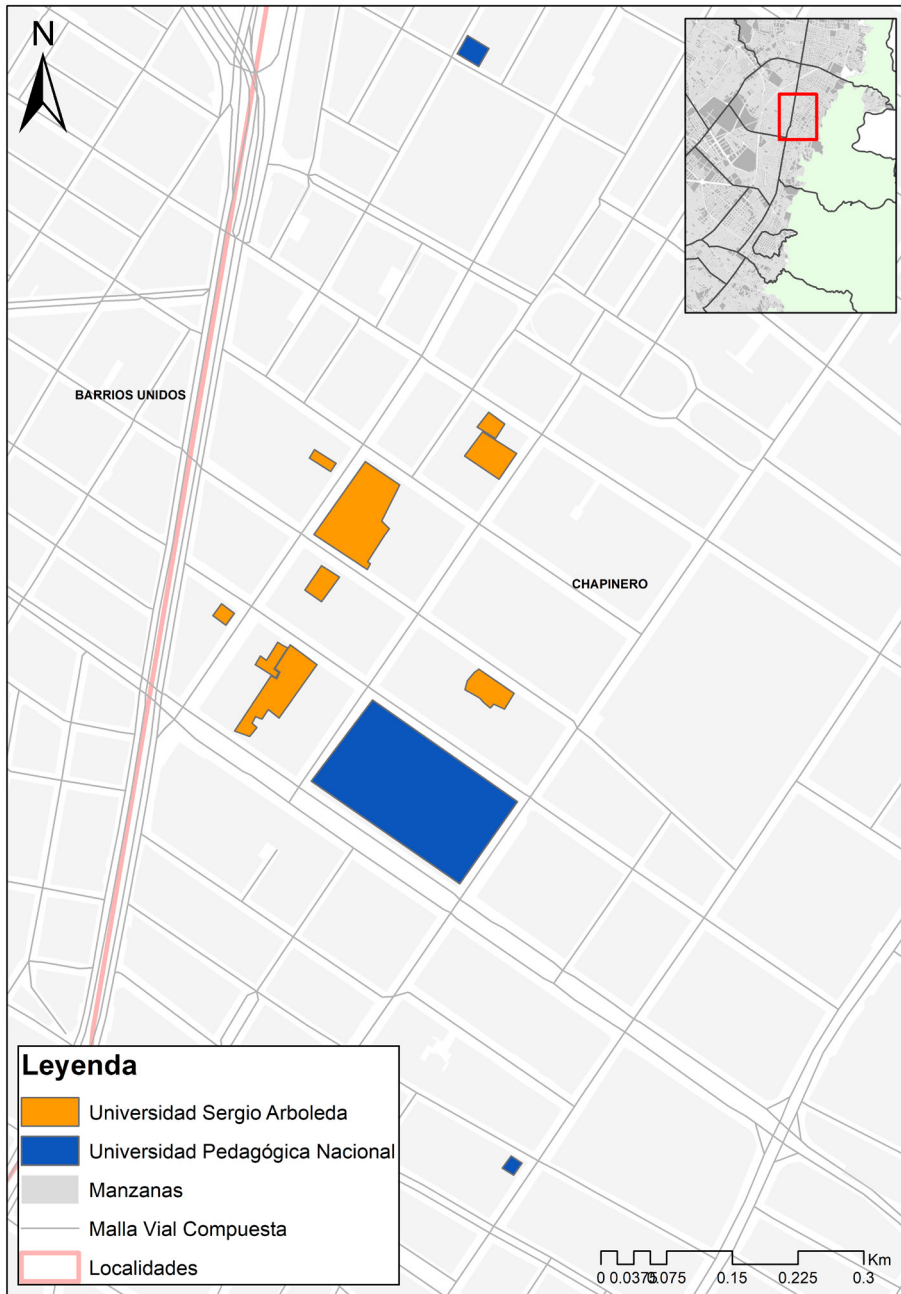 N
BARRIOS UNIDOS
CHAPINERO
Leyenda
Universidad Sergio Arboleda
Universidad Pedagógica Nacional
Manzanas
Malla Vial Compuesta
Localidades
Km
0 0.0375 0.075 0.15 0.225 0.3